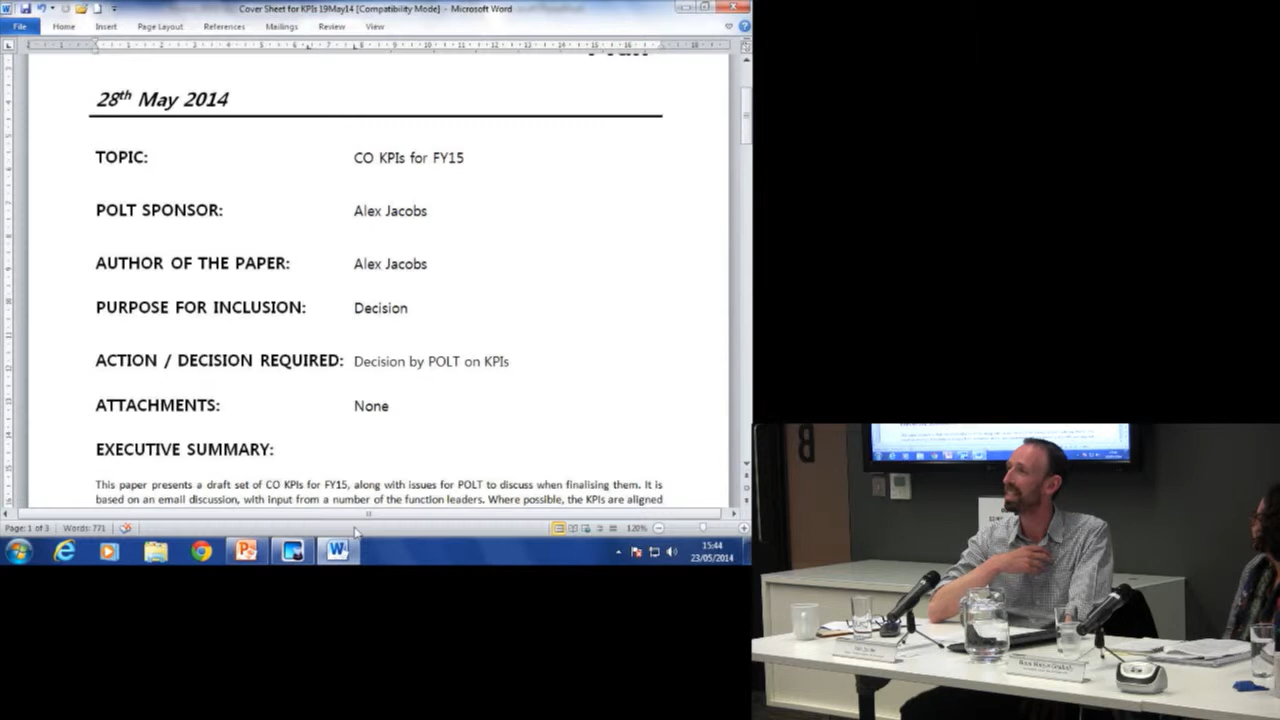 Cover Sheet for KPIs 19May14 [Compatibility Mode] - Microsoft Word
File Home Insert Page Layout References Mailings Review View
28th May 2014
TOPIC: CO KPIs for FY15
POLT SPONSOR: Alex Jacobs
AUTHOR OF THE PAPER: Alex Jacobs
PURPOSE FOR INCLUSION: Decision
ACTION / DECISION REQUIRED: Decision by POLT on KPIs
ATTACHMENTS: None
EXECUTIVE SUMMARY:
This paper presents a draft set of CO KPIs for FY15, along with issues for POLT to discuss when finalising them. It is
based on an email discussion, with input from a number of the function leaders. Where possible, the KPIs are aligned
Page: 1 of 3 Words: 771 120%
15:44
23/05/2014
B